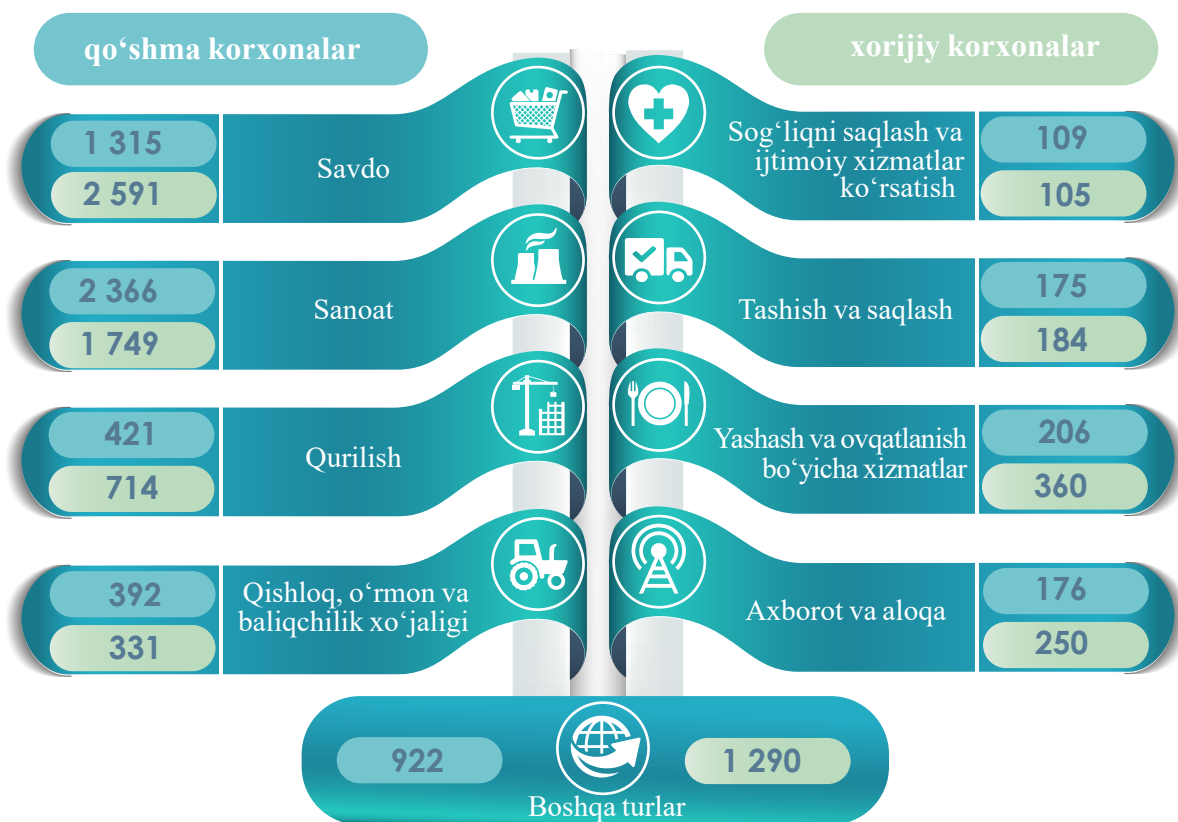 qo‘shma korxonalar
xorijiy korxonalar
1 315
2 591
Savdo
2 366
1 749
Sanoat
421
714
Qurilish
392
331
Qishloq, o‘rmon va
baliqchilik xo‘jaligi
Sog‘liqni saqlash va
ijtimoiy xizmatlar
ko‘rsatish
109
105
Tashish va saqlash
175
184
Yashash va ovqatlanish
bo‘yicha xizmatlar
206
360
Axborot va aloqa
176
250
922
1 290
Boshqa turlar